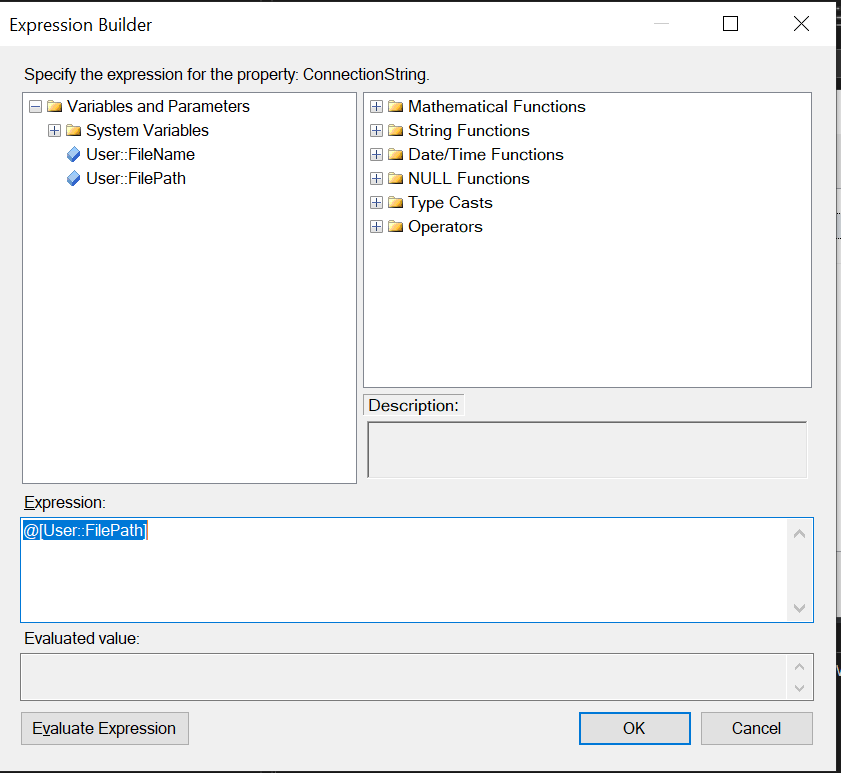 Expression Builder
Specify the expression for the property: ConnectionString.
Variables and Parameters
System Variables
User::FileName
User::FilePath
Mathematical Functions
String Functions
Date/Time Functions
NULL Functions
Type Casts
Operators
Description:
Expression:
@[User::FilePath]
Evaluated value:
Evaluate Expression
OK
Cancel